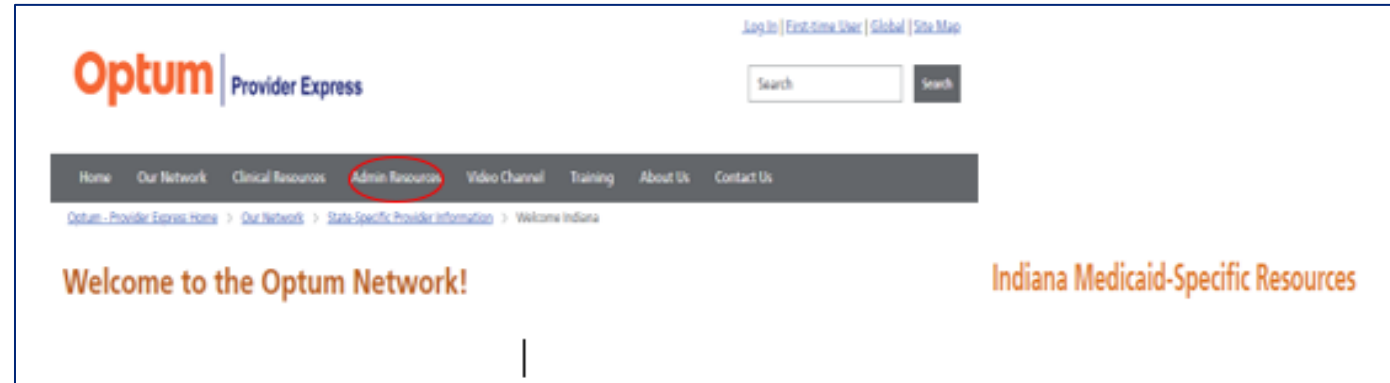 Log In | First-time User | Global | Site Map
Optum | Provider Express
Search Search
Home Our Network Clinical Resources Admin Resources Video Channel Training About Us Contact Us
Optum - Provider Express Home > Our Network > State-Specific Provider Information > Welcome Indiana
Welcome to the Optum Network!
Indiana Medicaid-Specific Resources